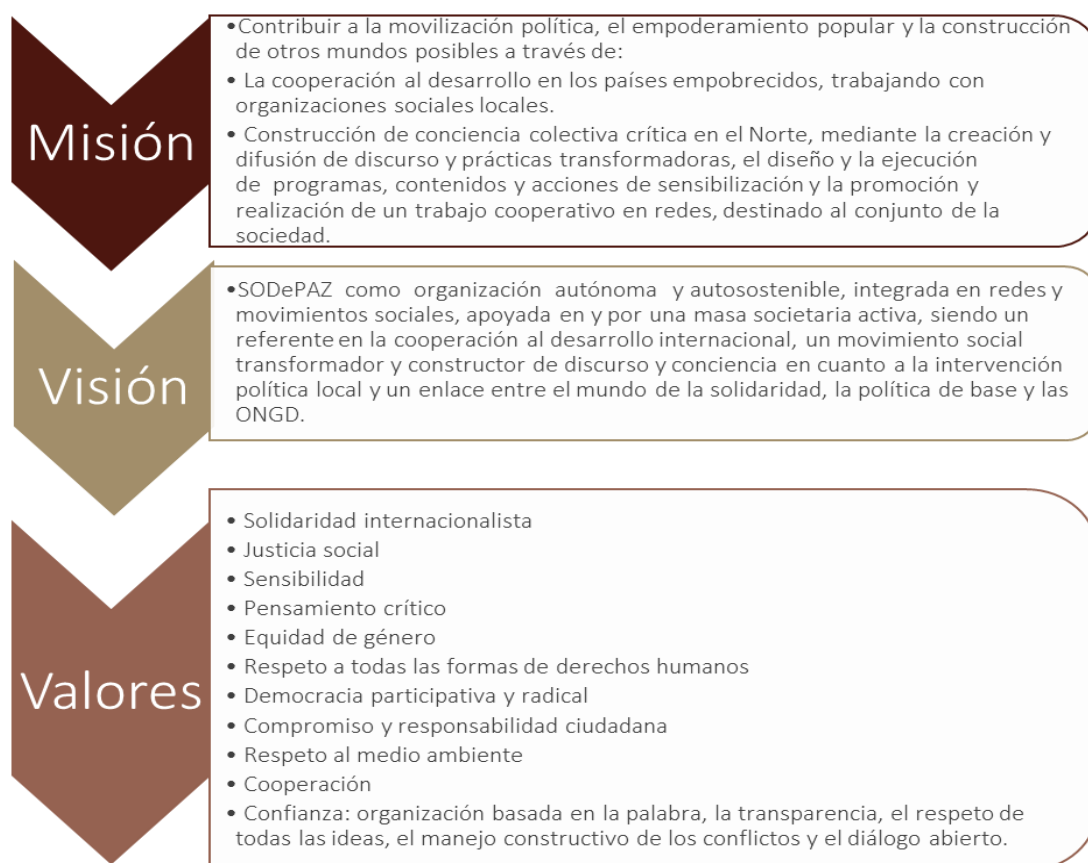 Misión
•Contribuir a la movilización política, el empoderamiento popular y la construcción
de otros mundos posibles a través de:
• La cooperación al desarrollo en los países empobrecidos, trabajando con
organizaciones sociales locales.
• Construcción de conciencia colectiva crítica en el Norte, mediante la creación y
difusión de discurso y prácticas transformadoras, el diseño y la ejecución
de programas, contenidos y acciones de sensibilización y la promoción y
realización de un trabajo cooperativo en redes, destinado al conjunto de la
sociedad.
Visión
•SODePAZ como organización autónoma y autosostenible, integrada en redes y
movimientos sociales, apoyada en y por una masa societaria activa, siendo un
referente en la cooperación al desarrollo internacional, un movimiento social
transformador y constructor de discurso y conciencia en cuanto a la intervención
política local y un enlace entre el mundo de la solidaridad, la política de base y las
ONGD.
Valores
• Solidaridad internacionalista
• Justicia social
• Sensibilidad
• Pensamiento crítico
• Equidad de género
• Respeto a todas las formas de derechos humanos
• Democracia participativa y radical
• Compromiso y responsabilidad ciudadana
• Respeto al medio ambiente
• Cooperación
• Confianza: organización basada en la palabra, la transparencia, el respeto de
todas las ideas, el manejo constructivo de los conflictos y el diálogo abierto.